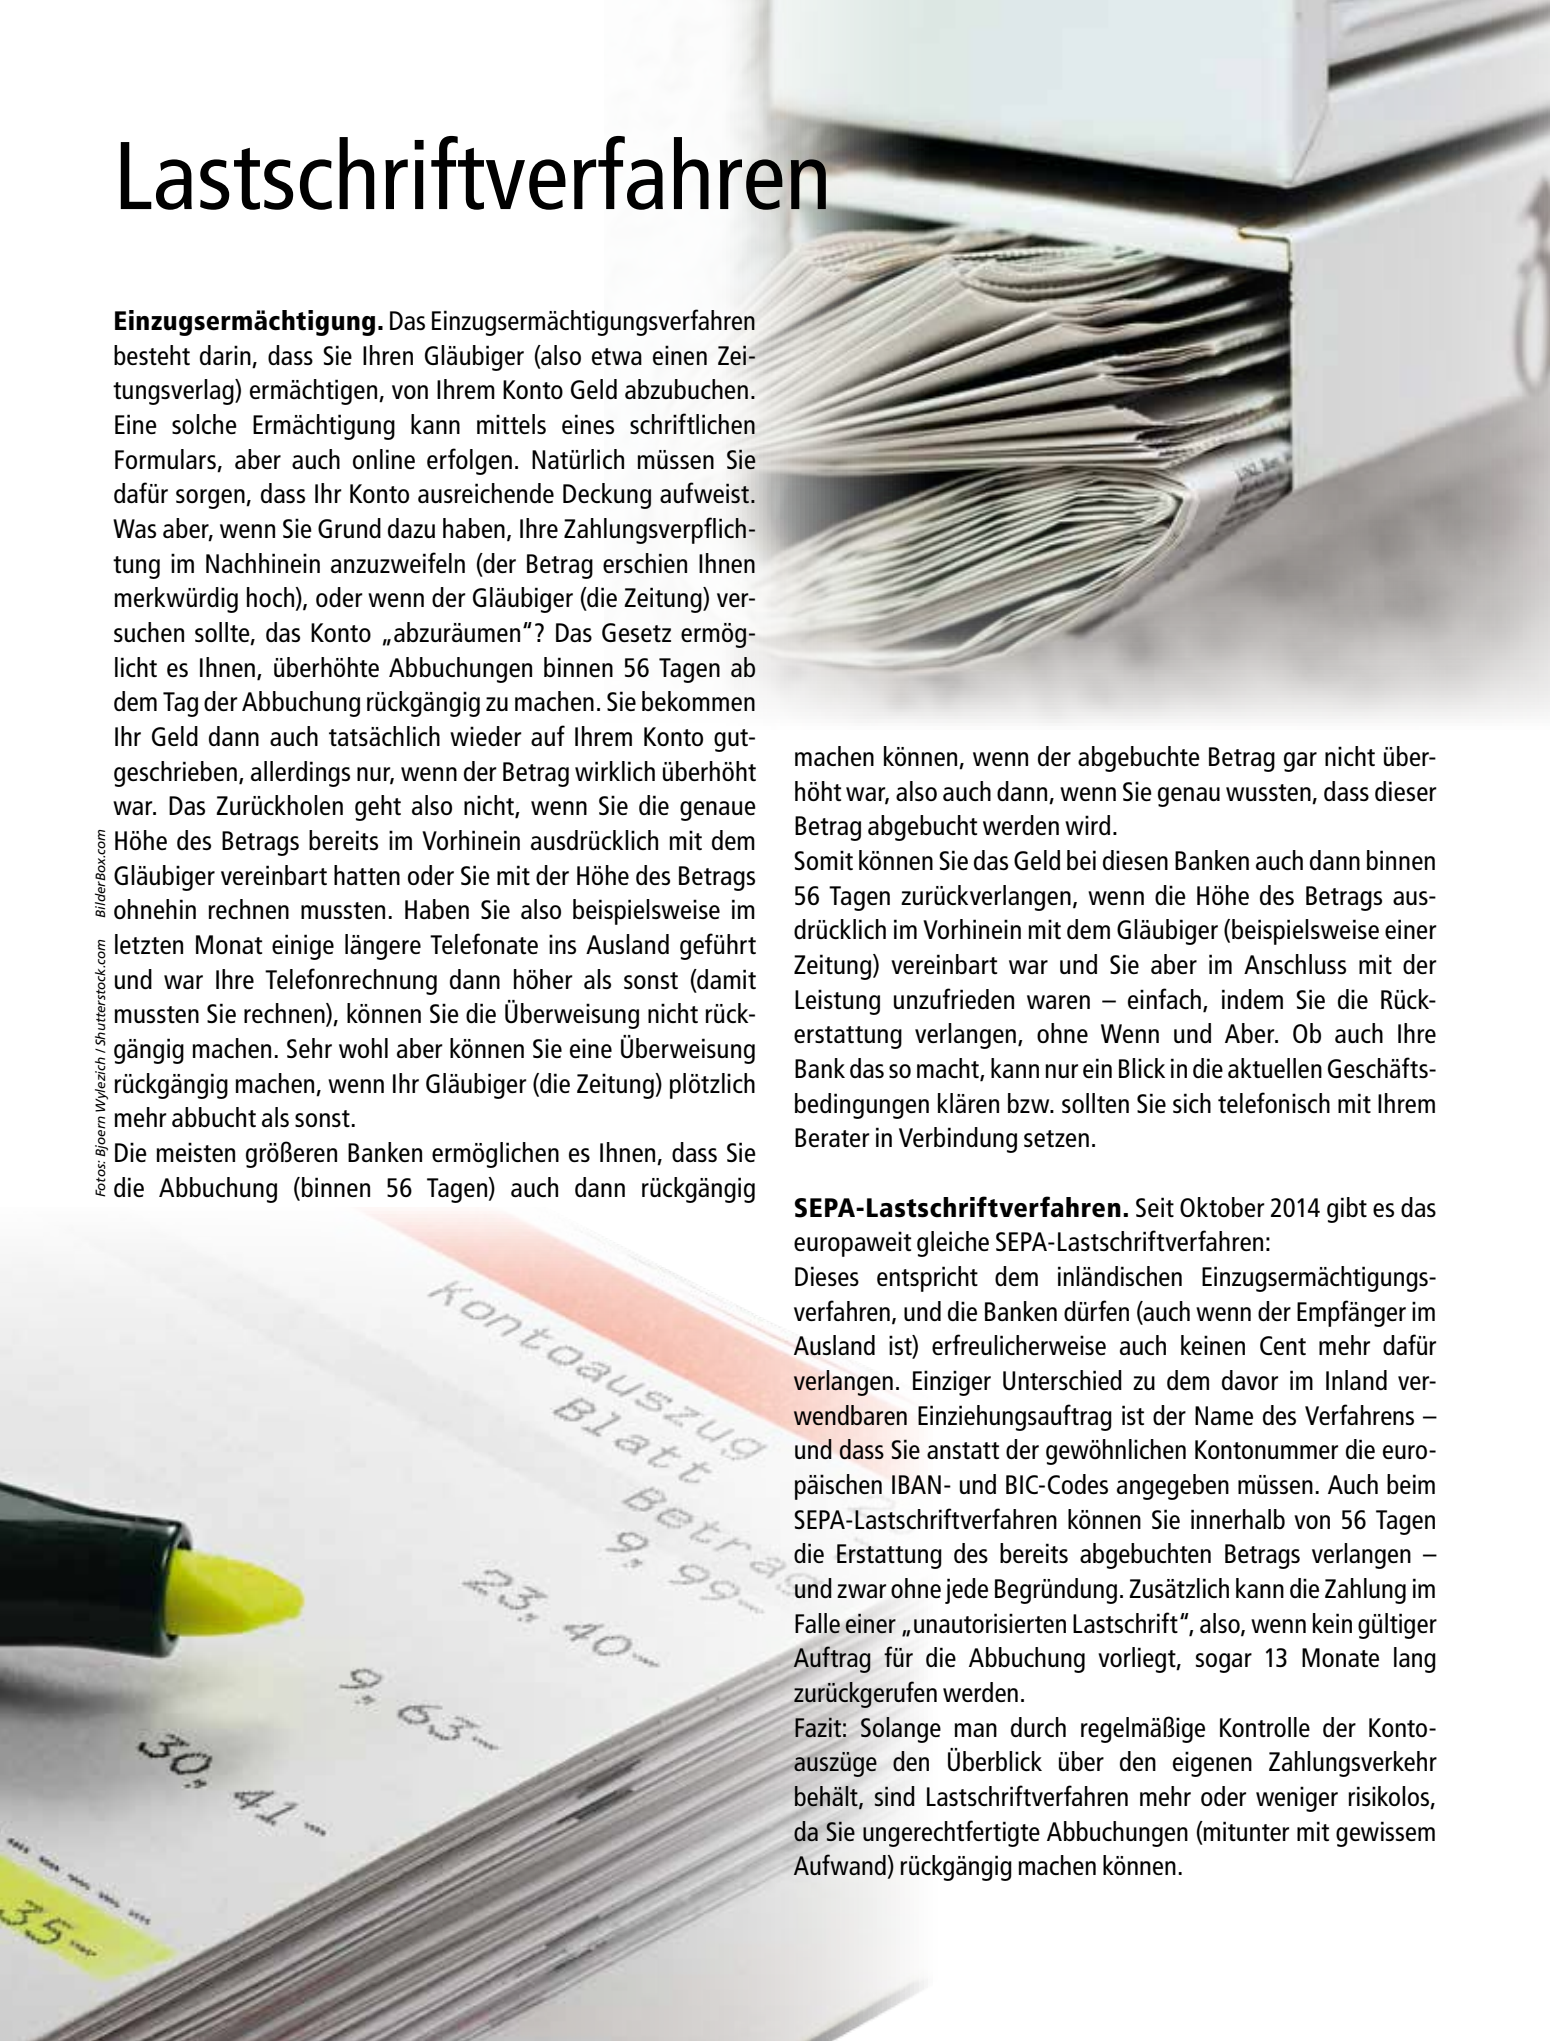 Lastschriftverfahren
Einzugsermächtigung. Das Einzugsermächtigungsverfahren
besteht darin, dass Sie Ihren Gläubiger (also etwa einen Zei-
tungsverlag) ermächtigen, von Ihrem Konto Geld abzubuchen.
Eine solche Ermächtigung kann mittels eines schriftlichen
Formulars, aber auch online erfolgen. Natürlich müssen Sie
dafür sorgen, dass Ihr Konto ausreichende Deckung aufweist.
Was aber, wenn Sie Grund dazu haben, Ihre Zahlungsverpflich-
tung im Nachhinein anzuzweifeln (der Betrag erschien Ihnen
merkwürdig hoch), oder wenn der Gläubiger (die Zeitung) ver-
suchen sollte, das Konto „abzuräumen“? Das Gesetz ermög-
licht es Ihnen, überhöhte Abbuchungen binnen 56 Tagen ab
dem Tag der Abbuchung rückgängig zu machen. Sie bekommen
Ihr Geld dann auch tatsächlich wieder auf Ihrem Konto gut-
geschrieben, allerdings nur, wenn der Betrag wirklich überhöht
war. Das Zurückholen geht also nicht, wenn Sie die genaue
Höhe des Betrags bereits im Vorhinein ausdrücklich mit dem
Gläubiger vereinbart hatten oder Sie mit der Höhe des Betrags
ohnehin rechnen mussten. Haben Sie also beispielsweise im
letzten Monat einige längere Telefonate ins Ausland geführt
und war Ihre Telefonrechnung dann höher als sonst (damit
mussten Sie rechnen), können Sie die Überweisung nicht rück-
gängig machen. Sehr wohl aber können Sie eine Überweisung
rückgängig machen, wenn Ihr Gläubiger (die Zeitung) plötzlich
mehr abbucht als sonst.
Die meisten größeren Banken ermöglichen es Ihnen, dass Sie
die Abbuchung (binnen 56 Tagen) auch dann rückgängig
machen können, wenn der abgebuchte Betrag gar nicht über-
höht war, also auch dann, wenn Sie genau wussten, dass dieser
Betrag abgebucht werden wird.
Somit können Sie das Geld bei diesen Banken auch dann binnen
56 Tagen zurückverlangen, wenn die Höhe des Betrags aus-
drücklich im Vorhinein mit dem Gläubiger (beispielsweise einer
Zeitung) vereinbart war und Sie aber im Anschluss mit der
Leistung unzufrieden waren – einfach, indem Sie die Rück-
erstattung verlangen, ohne Wenn und Aber. Ob auch Ihre
Bank das so macht, kann nur ein Blick in die aktuellen Geschäfts-
bedingungen klären bzw. sollten Sie sich telefonisch mit Ihrem
Berater in Verbindung setzen.
SEPA-Lastschriftverfahren. Seit Oktober 2014 gibt es das
europaweit gleiche SEPA-Lastschriftverfahren:
Dieses entspricht dem inländischen Einzugsermächtigungs-
verfahren, und die Banken dürfen (auch wenn der Empfänger im
Ausland ist) erfreulicherweise auch keinen Cent mehr dafür
verlangen. Einziger Unterschied zu dem davor im Inland ver-
wendbaren Einziehungsauftrag ist der Name des Verfahrens –
und dass Sie anstatt der gewöhnlichen Kontonummer die euro-
päischen IBAN- und BIC-Codes angegeben müssen. Auch beim
SEPA-Lastschriftverfahren können Sie innerhalb von 56 Tagen
die Erstattung des bereits abgebuchten Betrags verlangen –
und zwar ohne jede Begründung. Zusätzlich kann die Zahlung im
Falle einer „unautorisierten Lastschrift“, also, wenn kein gültiger
Auftrag für die Abbuchung vorliegt, sogar 13 Monate lang
zurückgerufen werden.
Fazit: Solange man durch regelmäßige Kontrolle der Konto-
auszüge den Überblick über den eigenen Zahlungsverkehr
behält, sind Lastschriftverfahren mehr oder weniger risikolos,
da Sie ungerechtfertigte Abbuchungen (mitunter mit gewissem
Aufwand) rückgängig machen können.
Fotos: Bjoern Wylezich / Shutterstock.com BilderBox.com
Kontoauszug
Blatt
Betrag
9,99-
23,40-
9,63-
30,41-
35-